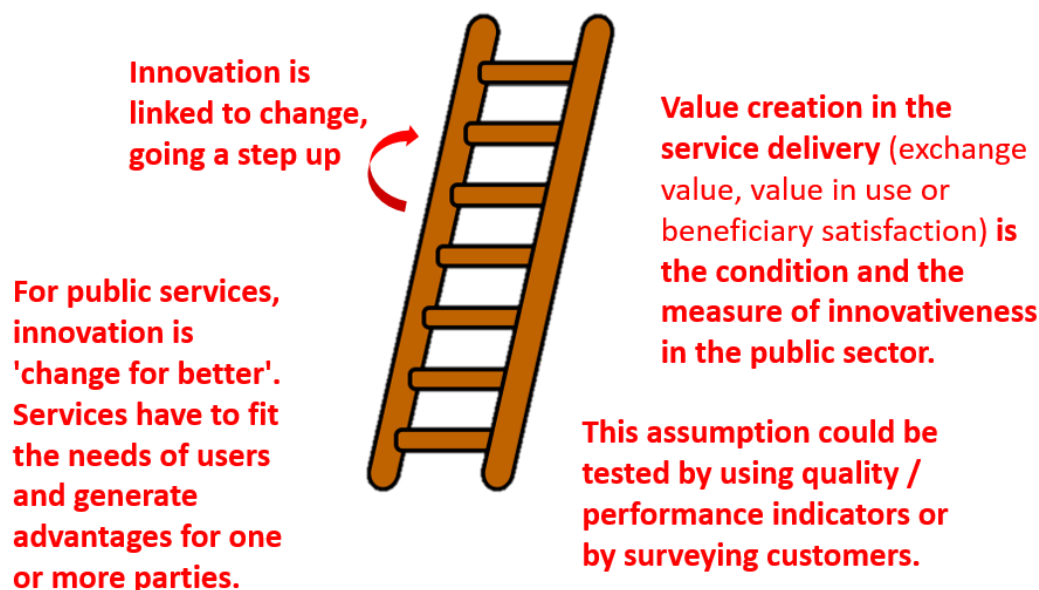 Innovation is
linked to change,
going a step up
For public services,
innovation is
'change for better'.
Services have to fit
the needs of users
and generate
advantages for one
or more parties.
Value creation in the
service delivery (exchange
value, value in use or
beneficiary satisfaction) is
the condition and the
measure of innovativeness
in the public sector.
This assumption could be
tested by using quality /
performance indicators or
by surveying customers.